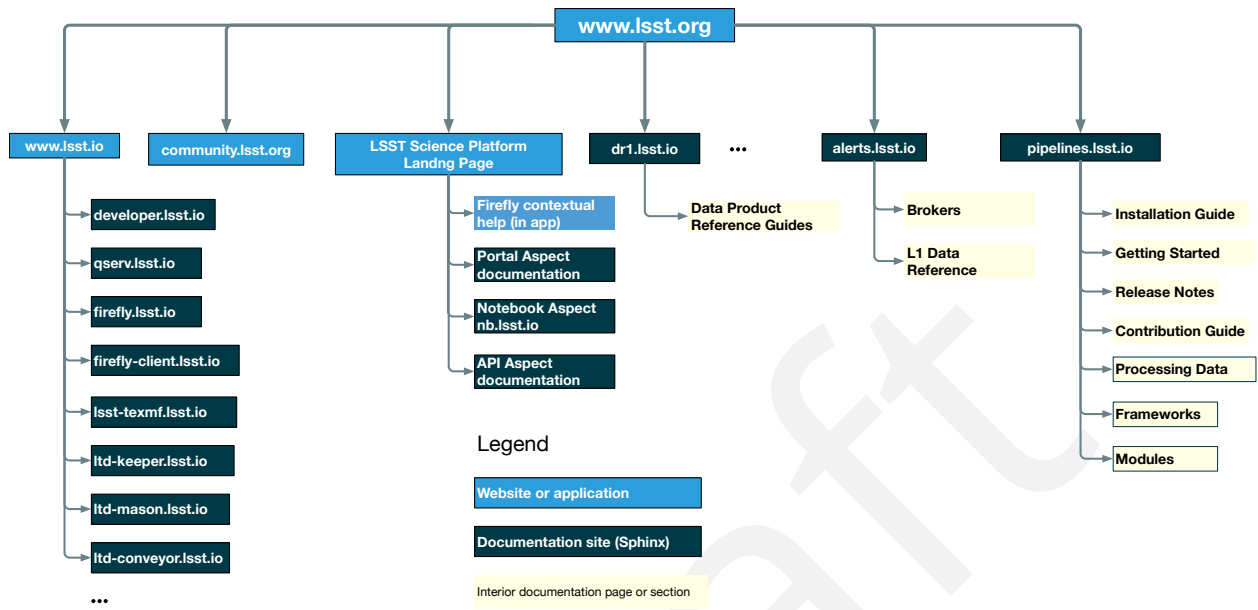 www.lsst.org
www.lsst.io
community.lsst.org
LSST Science Platform
Landng Page
dr1.lsst.io
...
alerts.lsst.io
pipelines.lsst.io
developer.lsst.io
qserv.lsst.io
firefly.lsst.io
firefly-client.lsst.io
lsst-texmf.lsst.io
ltd-keeper.lsst.io
ltd-mason.lsst.io
ltd-conveyor.lsst.io
...
Firefly contextual
help (in app)
Portal Aspect
documentation
Notebook Aspect
nb.lsst.io
API Aspect
documentation
Data Product
Reference Guides
Brokers
L1 Data
Reference
Installation Guide
Getting Started
Release Notes
Contribution Guide
Processing Data
Frameworks
Modules
Legend
Website or application
Documentation site (Sphinx)
Interior documentation page or section
aft